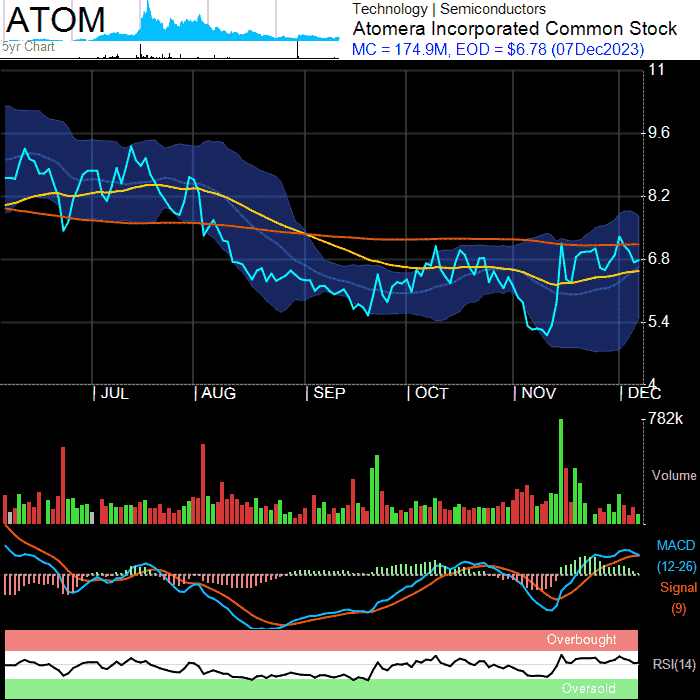 ATOM
5yr Chart
Technology | Semiconductors
Atomera Incorporated Common Stock
MC = 174.9M, EOD = $6.78 (07Dec2023)
11
9.6
8.2
6.8
5.4
4
JUL AUG SEP OCT NOV DEC
782k
Volume
MACD
(12-26)
Signal
(9)
Overbought
RSI(14)
Oversold